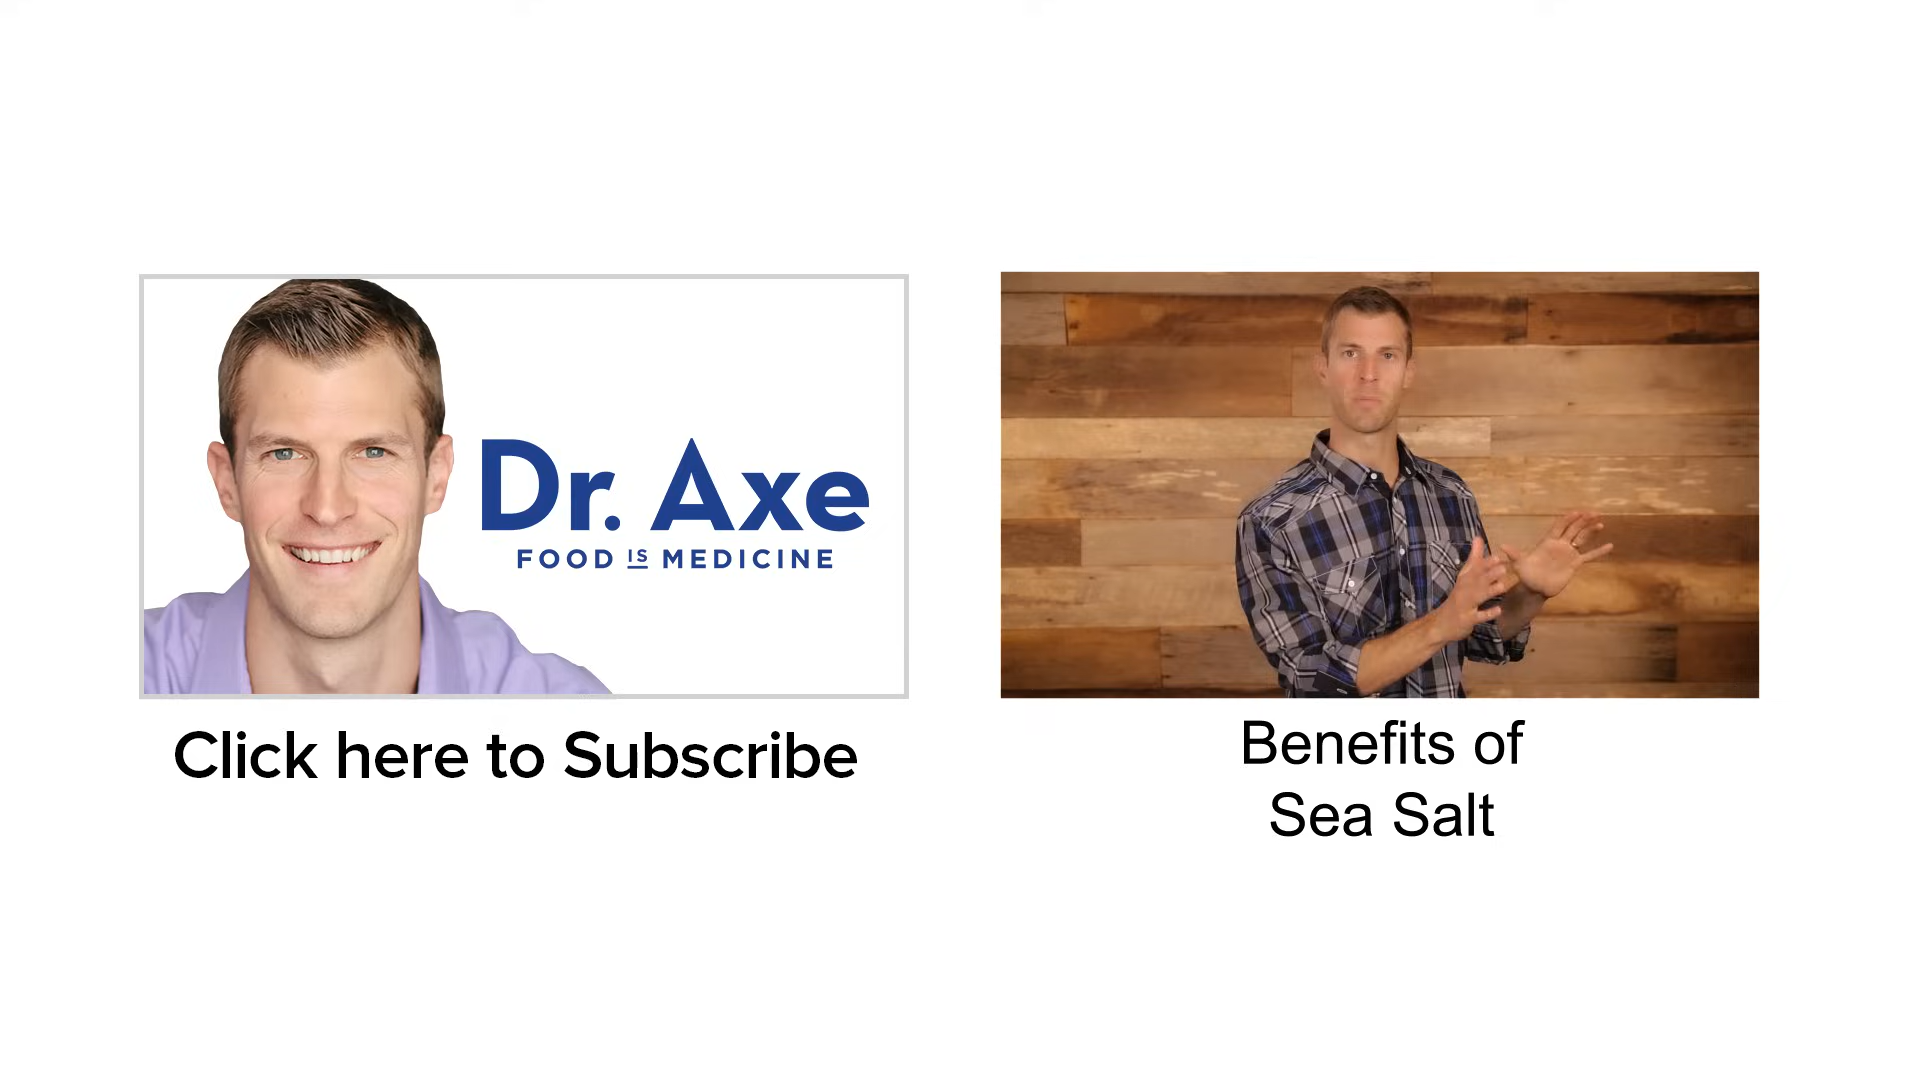 Dr. Axe
FOOD IS MEDICINE
Click here to Subscribe
Benefits of
Sea Salt